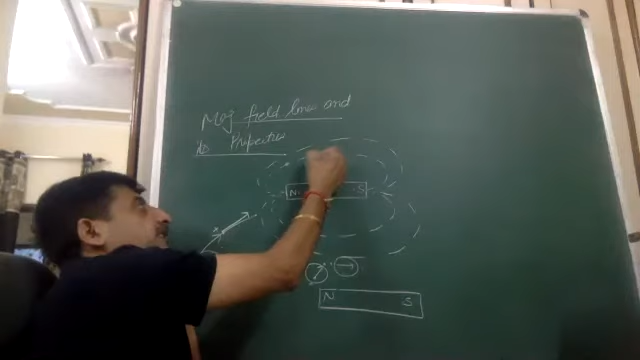 Mag field lines and
its Properties
N S
N S